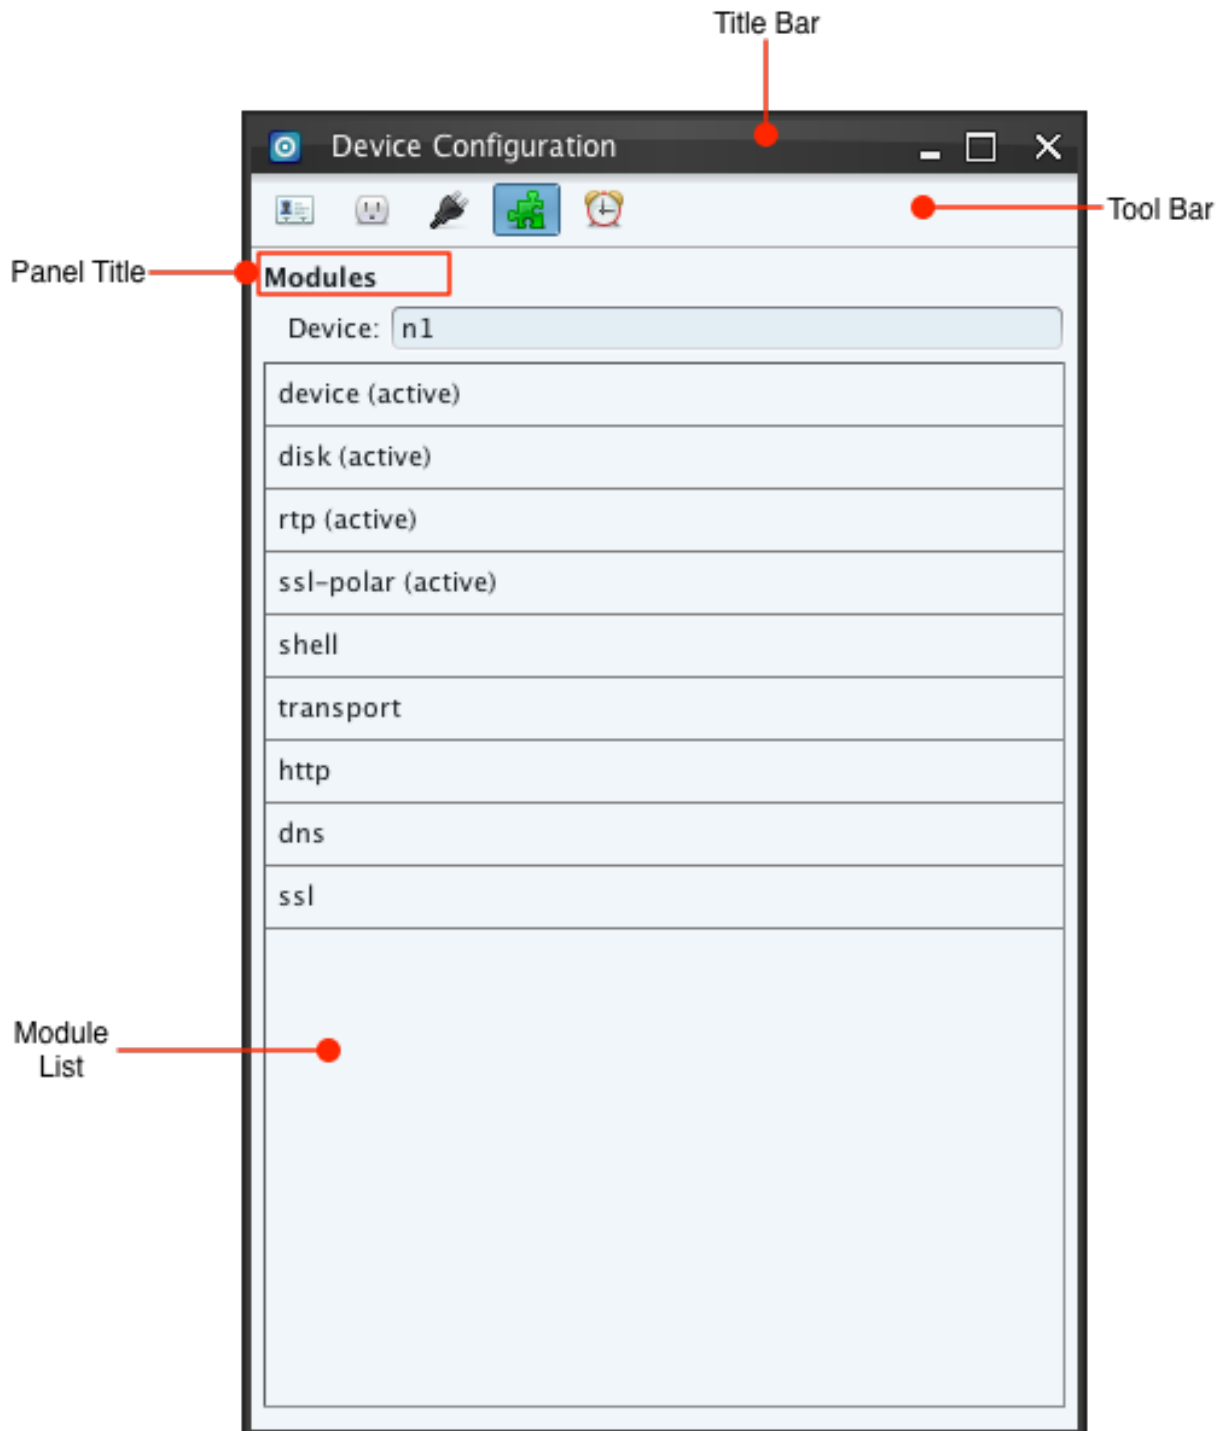 Title Bar
Device Configuration
Tool Bar
Panel Title
Modules
Device: n1
device (active)
disk (active)
rtp (active)
ssl-polar (active)
shell
transport
http
dns
ssl
Module
List